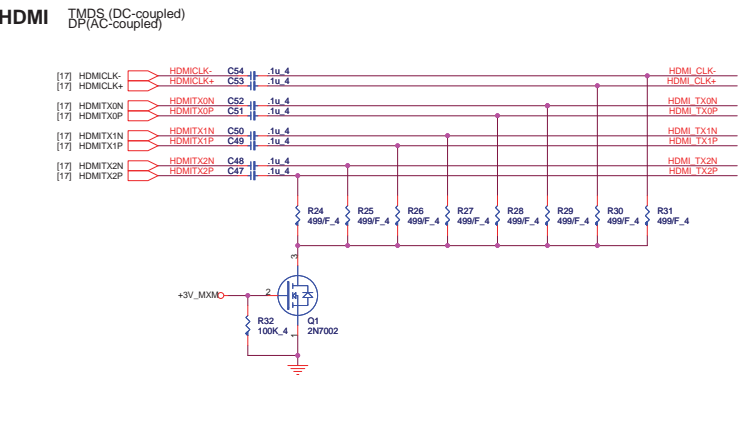 HDMI TMDS (DC-coupled)
DP(AC-coupled)
[17] HDMICLK- HDMICLK- C54 .1u_4 HDMI_CLK-
[17] HDMICLK+ HDMICLK+ C53 .1u_4 HDMI_CLK+
[17] HDMITX0N HDMITX0N C52 .1u_4 HDMI_TX0N
[17] HDMITX0P HDMITX0P C51 .1u_4 HDMI_TX0P
[17] HDMITX1N HDMITX1N C50 .1u_4 HDMI_TX1N
[17] HDMITX1P HDMITX1P C49 .1u_4 HDMI_TX1P
[17] HDMITX2N HDMITX2N C48 .1u_4 HDMI_TX2N
[17] HDMITX2P HDMITX2P C47 .1u_4 HDMI_TX2P
R24 R25 R26 R27 R28 R29 R30 R31
499/F_4 499/F_4 499/F_4 499/F_4 499/F_4 499/F_4 499/F_4 499/F_4
3
+3V_MXM 2
R32 Q1
100K_4 2N7002
1